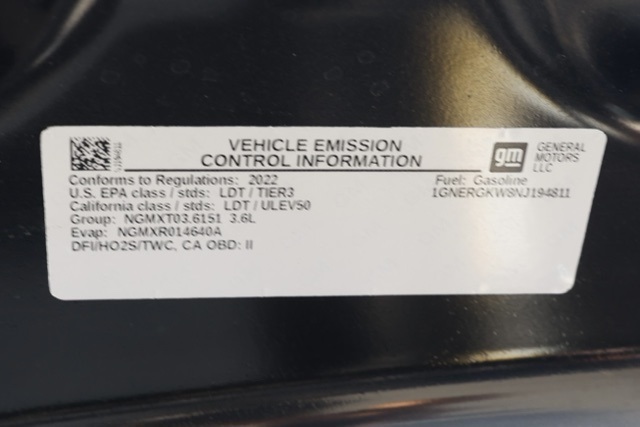 VEHICLE EMISSION
CONTROL INFORMATION
gm
GENERAL
MOTORS
LLC
Conforms to Regulations: 2022
U.S. EPA class / stds: LDT / TIER3
California class / stds: LDT / ULEV50
Group: NGMXT03.6151 3.6L
Evap: NGMXR014640A
DFI/HO2S/TWC, CA OBD: II
Fuel: Gasoline
1GNERGKW8NJ194811